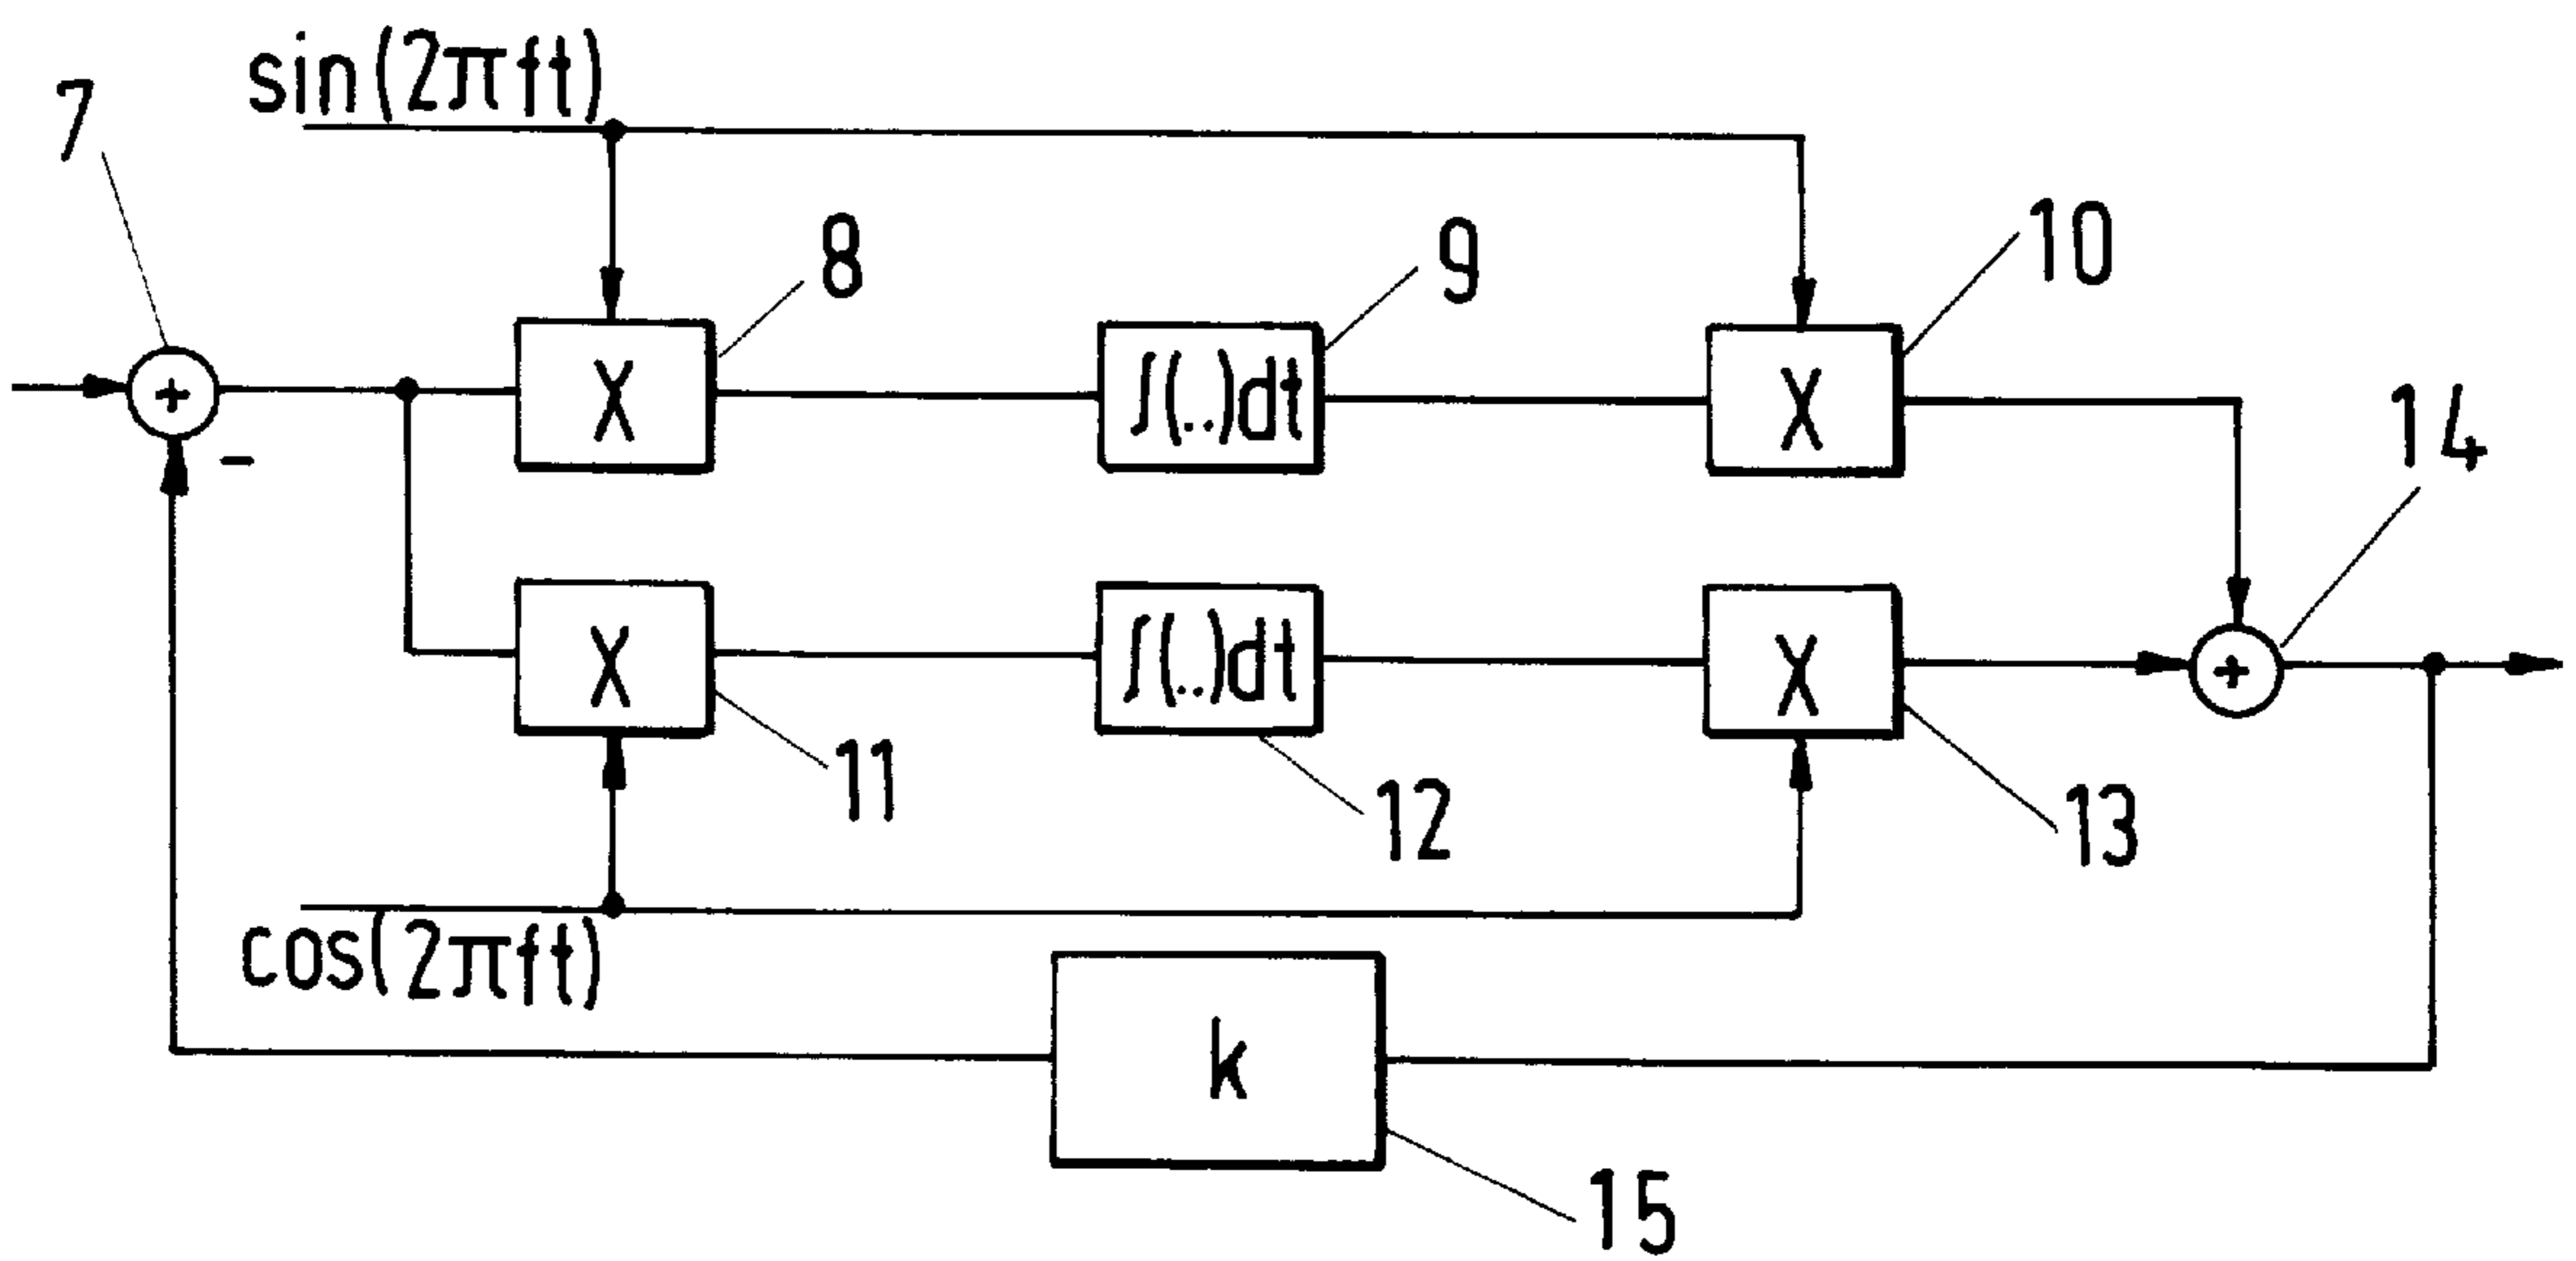 sin(2πft)
7
8
9
10
+
-
X
∫(..)dt
X
14
X
∫(..)dt
X
+
11
12
13
cos(2πft)
k
15